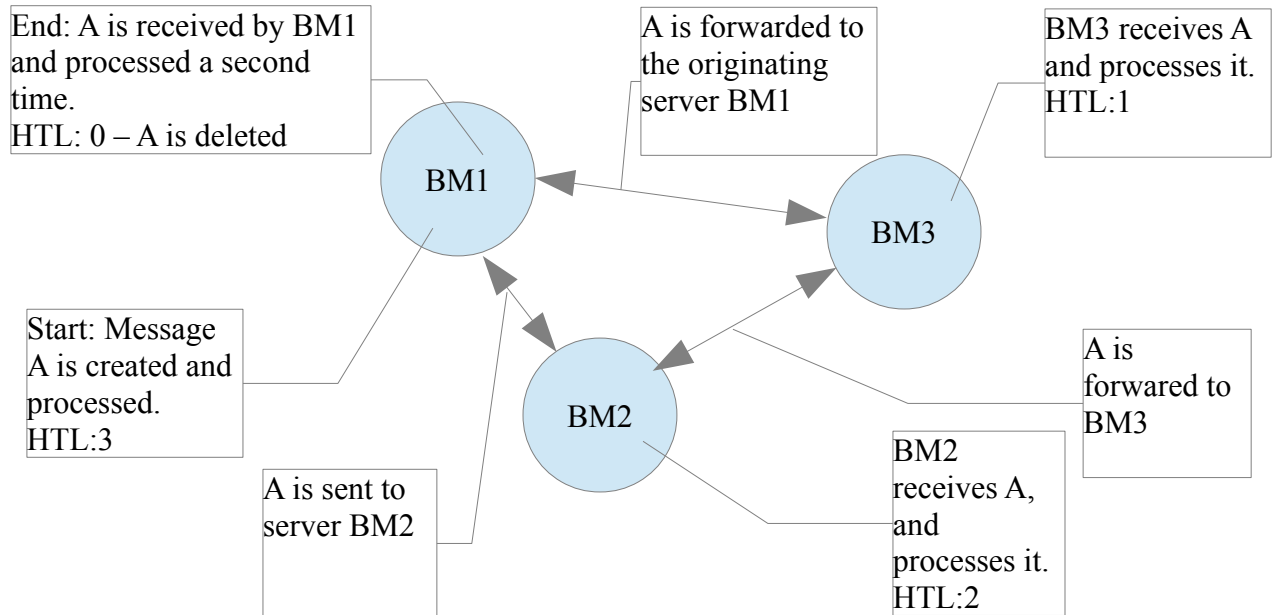 End: A is received by BM1
and processed a second
time.
HTL: 0 – A is deleted
A is forwarded to
the originating
server BM1
BM3 receives A
and processes it.
HTL:1
BM1
BM3
Start: Message
A is created and
processed.
HTL:3
BM2
A is
forwared to
BM3
A is sent to
server BM2
BM2
receives A,
and
processes it.
HTL:2